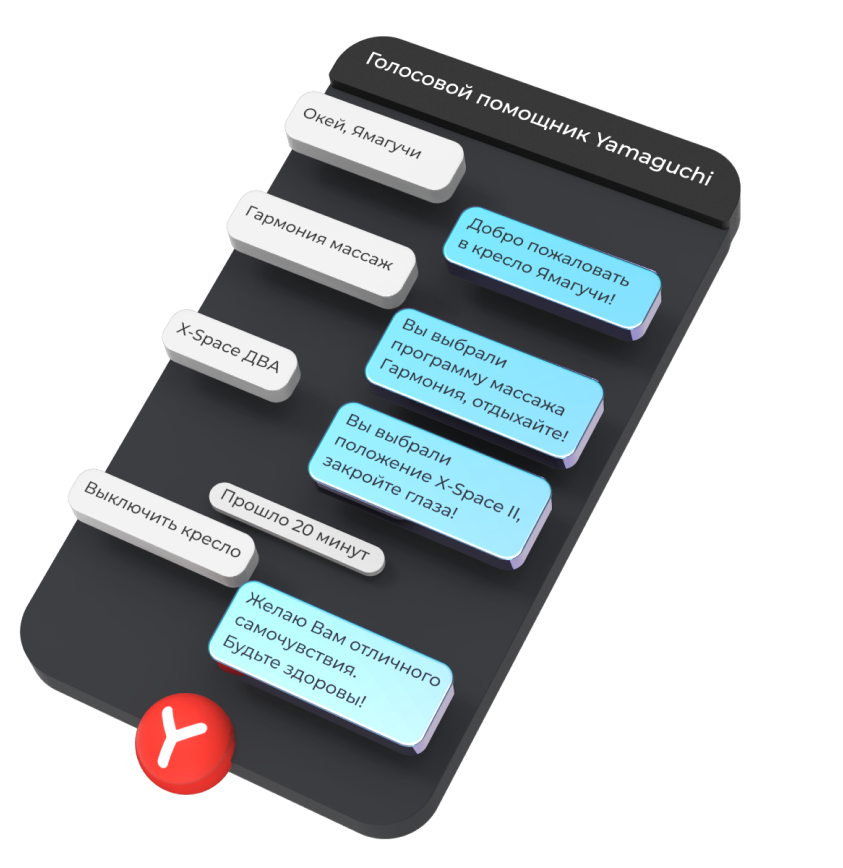 Голосовой помощник Yamaguchi
Окей, Ямагучи
Добро пожаловать
в кресло Ямагучи!
Гармония массаж
Вы выбрали
программу массажа
Гармония, отдыхайте!
X-Space ДВА
Вы выбрали
положение X-Space II,
закройте глаза!
Прошло 20 минут
Выключить кресло
Желаю Вам отличного
самочувствия.
Будьте здоровы!
Y